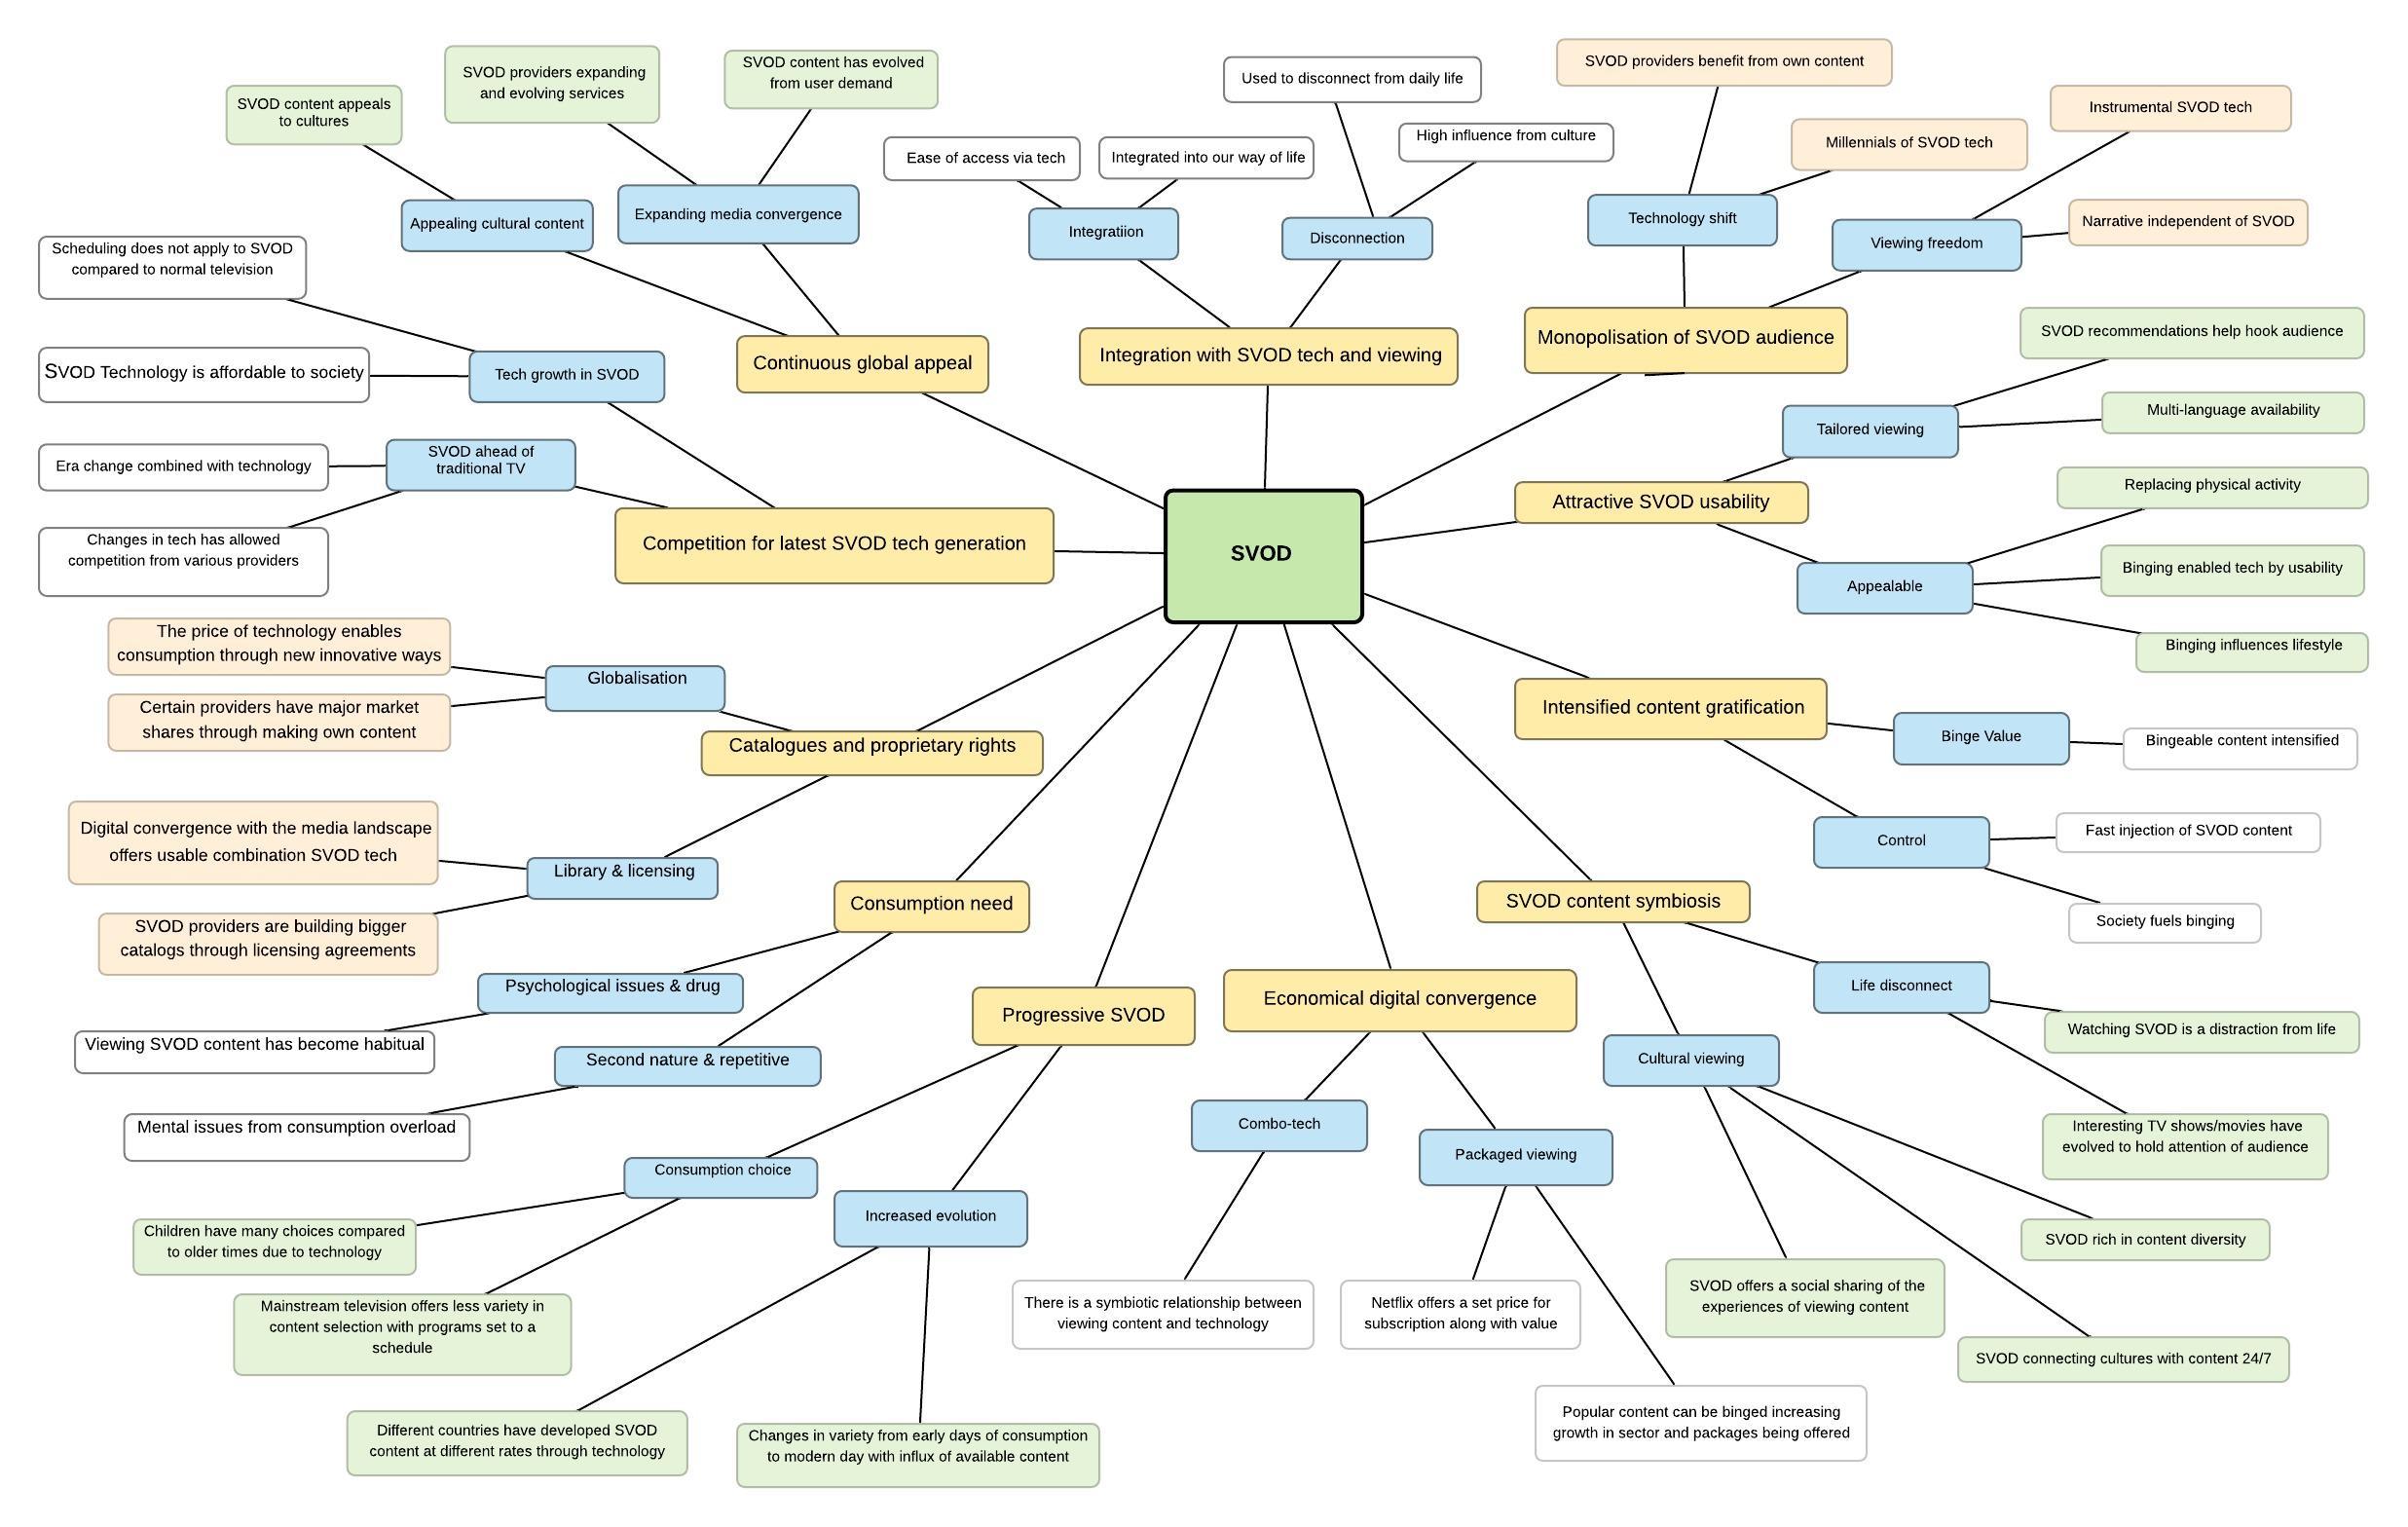 SVOD providers benefit from own content
SVOD providers expanding
and evolving services
SVOD content has evolved
from user demand
Used to disconnect from daily life
SVOD content appeals
to cultures
Instrumental SVOD tech
High influence from culture
Millennials of SVOD tech
Ease of access via tech
Integrated into our way of life
Appealing cultural content
Expanding media convergence
Integratiion
Disconnection
Technology shift
Viewing freedom
Narrative independent of SVOD
Scheduling does not apply to SVOD
compared to normal television
Continuous global appeal
Integration with SVOD tech and viewing
Monopolisation of SVOD audience
SVOD recommendations help hook audience
SVOD Technology is affordable to society
Tech growth in SVOD
Tailored viewing
Multi-language availability
Era change combined with technology
SVOD ahead of
traditional TV
Attractive SVOD usability
Replacing physical activity
Changes in tech has allowed
competition from various providers
Competition for latest SVOD tech generation
SVOD
Appealable
Binging enabled tech by usability
Binging influences lifestyle
The price of technology enables
consumption through new innovative ways
Globalisation
Certain providers have major market
shares through making own content
Catalogues and proprietary rights
Intensified content gratification
Binge Value
Bingeable content intensified
Digital convergence with the media landscape
offers usable combination SVOD tech
Library & licensing
Control
Fast injection of SVOD content
SVOD providers are building bigger
catalogs through licensing agreements
Consumption need
SVOD content symbiosis
Society fuels binging
Psychological issues & drug
Progressive SVOD
Economical digital convergence
Life disconnect
Viewing SVOD content has become habitual
Second nature & repetitive
Cultural viewing
Watching SVOD is a distraction from life
Mental issues from consumption overload
Combo-tech
Packaged viewing
Interesting TV shows/movies have
evolved to hold attention of audience
Consumption choice
Increased evolution
Children have many choices compared
to older times due to technology
SVOD rich in content diversity
Mainstream television offers less variety in
content selection with programs set to a
schedule
There is a symbiotic relationship between
viewing content and technology
Netflix offers a set price for
subscription along with value
SVOD offers a social sharing of the
experiences of viewing content
SVOD connecting cultures with content 24/7
Different countries have developed SVOD
content at different rates through technology
Changes in variety from early days of consumption
to modern day with influx of available content
Popular content can be binged increasing
growth in sector and packages being offered